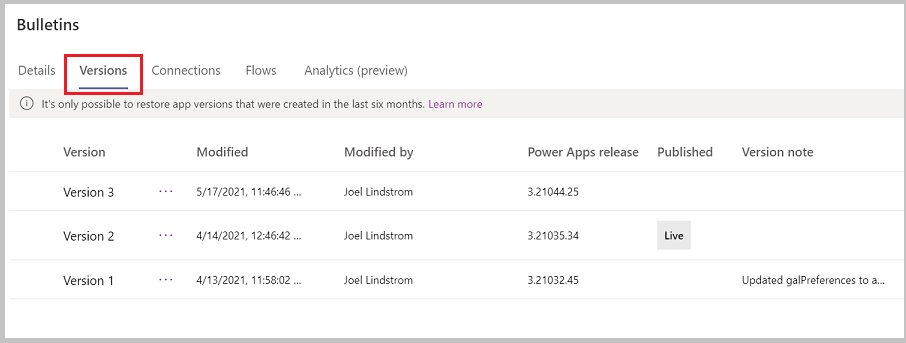 Bulletins
Details Versions Connections Flows Analytics (preview)
It's only possible to restore app versions that were created in the last six months. Learn more
Version Modified Modified by Power Apps release Published Version note
Version 3 ... 5/17/2021, 11:46:46 ... Joel Lindstrom 3.21044.25
Version 2 ... 4/14/2021, 12:46:42 ... Joel Lindstrom 3.21035.34 Live
Version 1 ... 4/13/2021, 11:58:02 ... Joel Lindstrom 3.21032.45 Updated galPreferences to a...